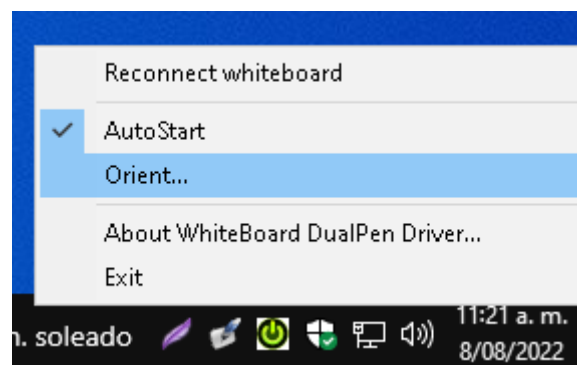 Reconnect whiteboard
AutoStart
Orient...
About WhiteBoard DualPen Driver...
Exit
n. soleado
11:21 a. m.
8/08/2022